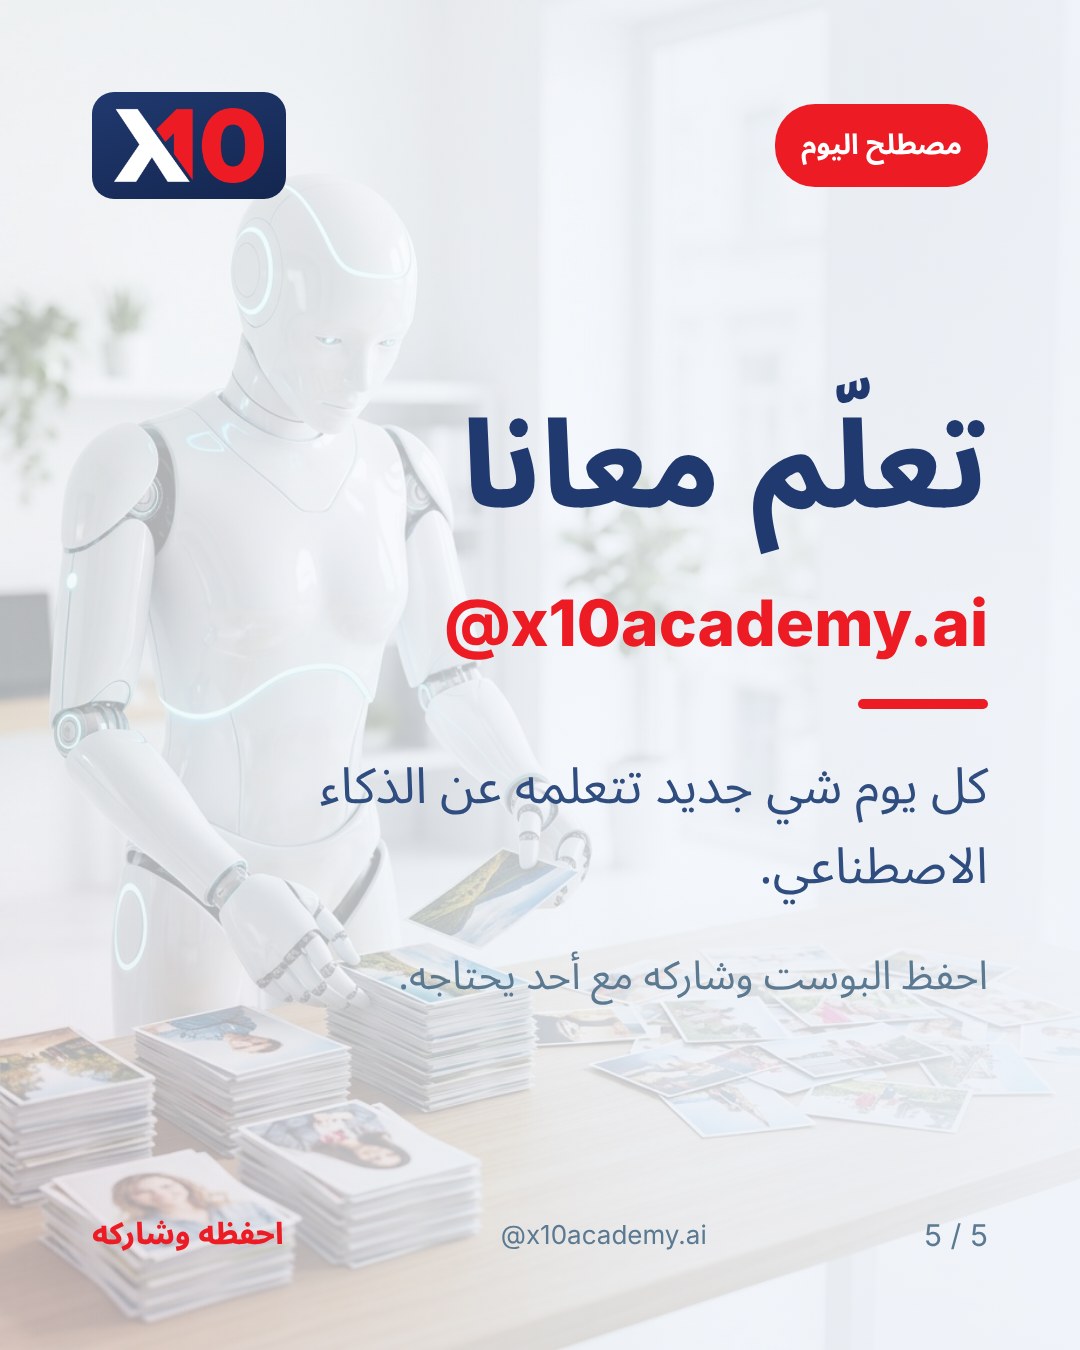 X10
مصطلح اليوم
تعلّم معانا
@x10academy.ai
كل يوم شي جديد تتعلمه عن الذكاء
الاصطناعي.
احفظ البوست وشاركه مع أحد يحتاجه.
احفظه وشاركه
@x10academy.ai
5 / 5